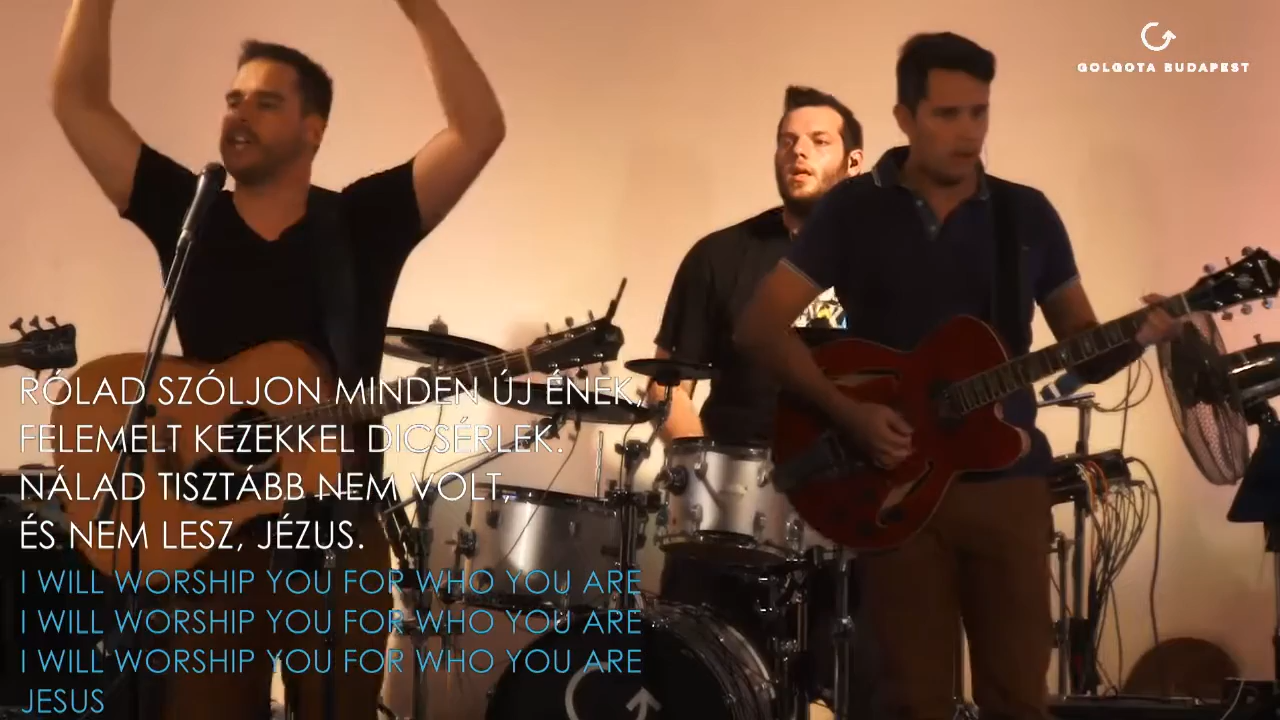 GOLGOTA BUDAPEST
RÓLAD SZÓLJON MINDEN ÚJ ÉNEK,
FELEMELT KEZEKKEL DICSÉRLEK.
NÁLAD TISZTÁBB NEM VOLT,
ÉS NEM LESZ, JÉZUS.
I WILL WORSHIP YOU FOR WHO YOU ARE
I WILL WORSHIP YOU FOR WHO YOU ARE
I WILL WORSHIP YOU FOR WHO YOU ARE
JESUS